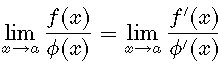 lim_{x→a} f(x)/ϕ(x) = lim_{x→a} f′(x)/ϕ′(x)